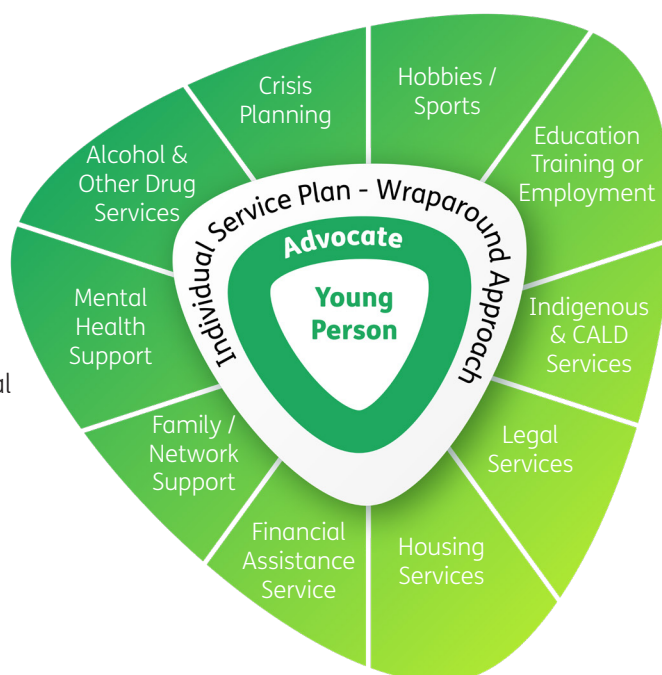 Crisis
Planning
Hobbies /
Sports
Education
Training or
Employment
Alcohol &
Other Drug
Services
Individual Service Plan - Wraparound Approach
Advocate
Young
Person
Mental
Health
Support
Indigenous
& CALD
Services
al
Family /
Network
Support
Legal
Services
Financial
Assistance
Service
Housing
Services